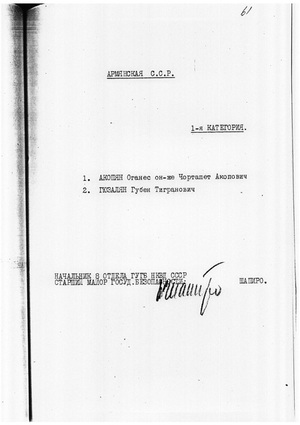 61
АРМЯНСКАЯ С.С.Р.
1-я КАТЕГОРИЯ.
1. АКОПЯН Оганес он-же Чорталет Акопович
2. ГЮЗАЛЯН Губен Тигранович
НАЧАЛЬНИК 8 ОТДЕЛА ГУГБ НКВД СССР
СТАРШИЙ МАЙОР ГОСУД.БЕЗОПАСНОСТИ ШАПИРО.